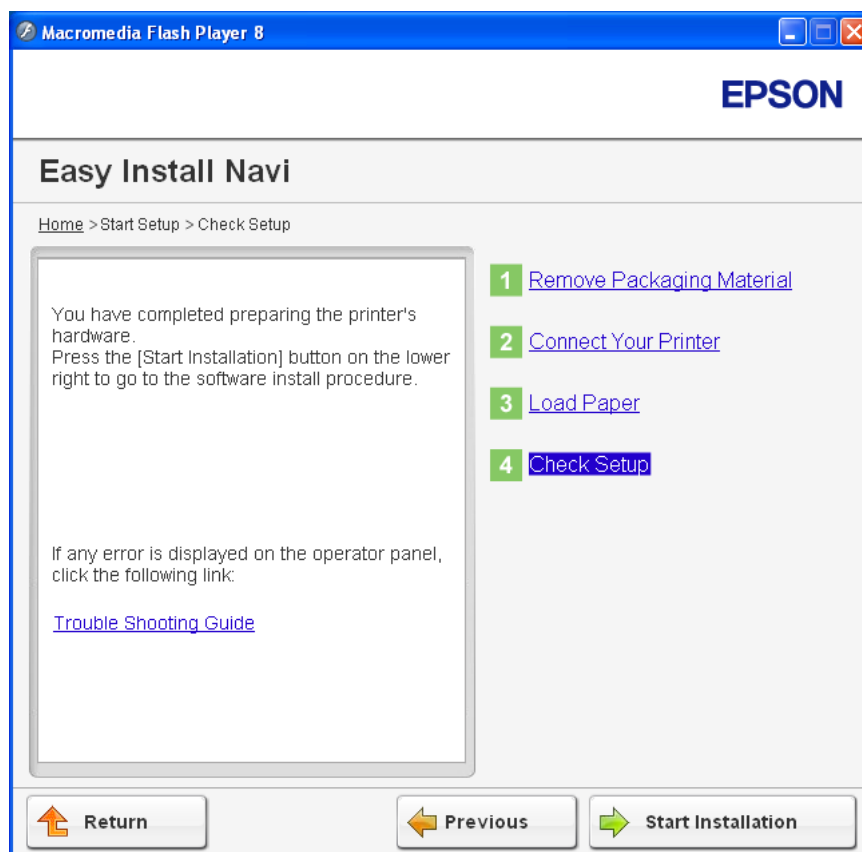 Macromedia Flash Player 8
EPSON
Easy Install Navi
Home > Start Setup > Check Setup
You have completed preparing the printer's
hardware.
Press the [Start Installation] button on the lower
right to go to the software install procedure.
If any error is displayed on the operator panel,
click the following link:
Trouble Shooting Guide
1 Remove Packaging Material
2 Connect Your Printer
3 Load Paper
4 Check Setup
Return
Previous
Start Installation